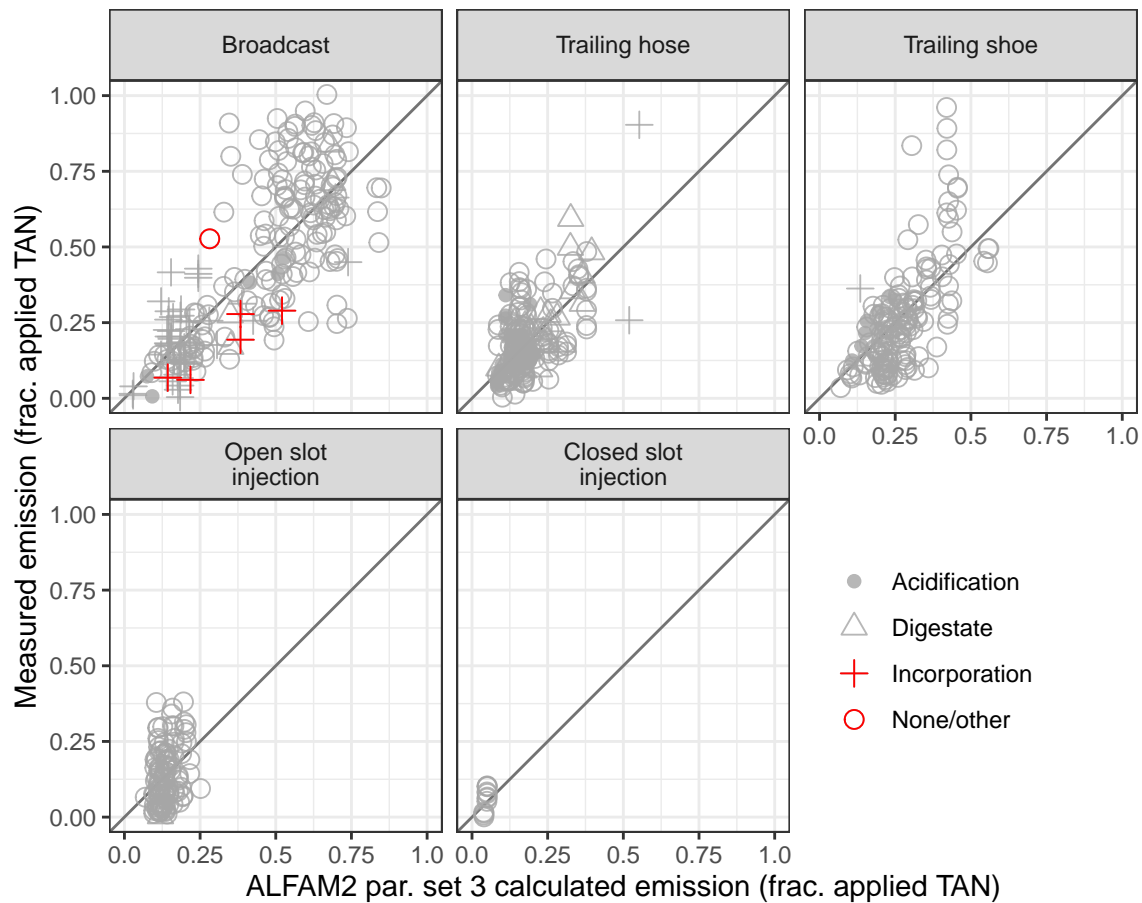 Broadcast
Trailing hose
Trailing shoe
Measured emission (frac. applied TAN)
1.00
0.75
0.50
0.25
0.00
0.0 0.25 0.50 0.75 1.0
Open slot
injection
Closed slot
injection
1.00
0.75
0.50
0.25
0.00
0.0 0.25 0.50 0.75 1.0
0.0 0.25 0.50 0.75 1.0
Acidification
Digestate
Incorporation
None/other
ALFAM2 par. set 3 calculated emission (frac. applied TAN)